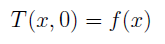 T(x, 0) = f(x)